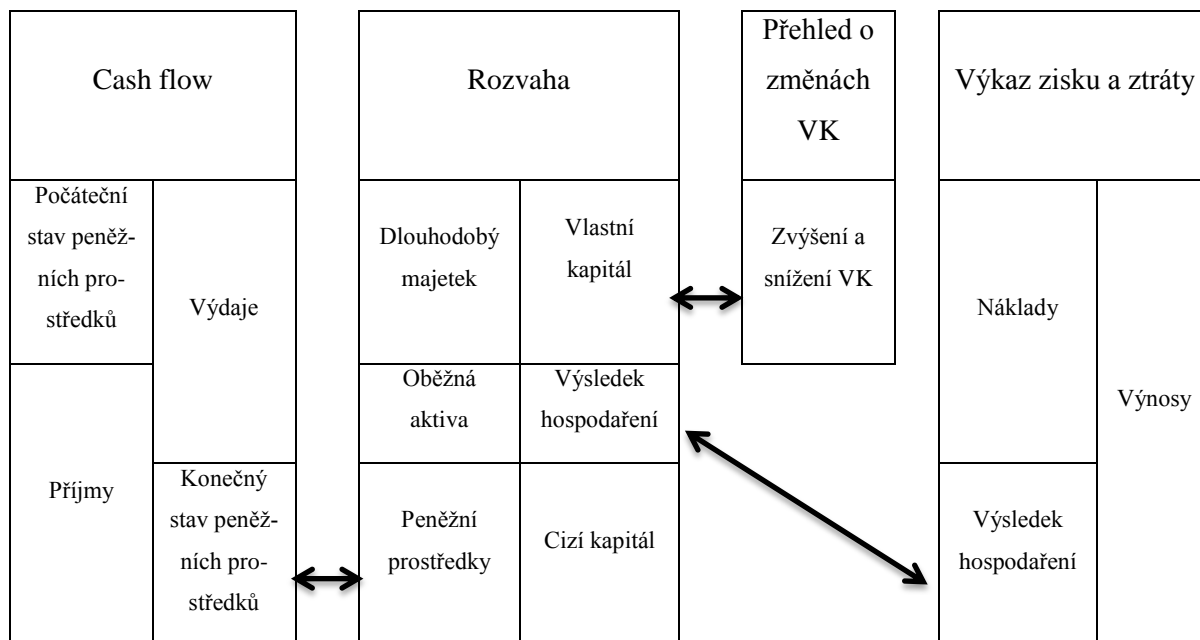 Cash flow
Počáteční
stav peněž-
ních pro-
středků
Výdaje
Příjmy
Konečný
stav peněž-
ních pro-
středků
Rozvaha
Dlouhodobý
majetek
Vlastní
kapitál
Oběžná
aktiva
Výsledek
hospodaření
Peněžní
prostředky
Cizí kapitál
Přehled o
změnách
VK
Zvýšení a
snížení VK
Výkaz zisku a ztráty
Náklady
Výnosy
Výsledek
hospodaření